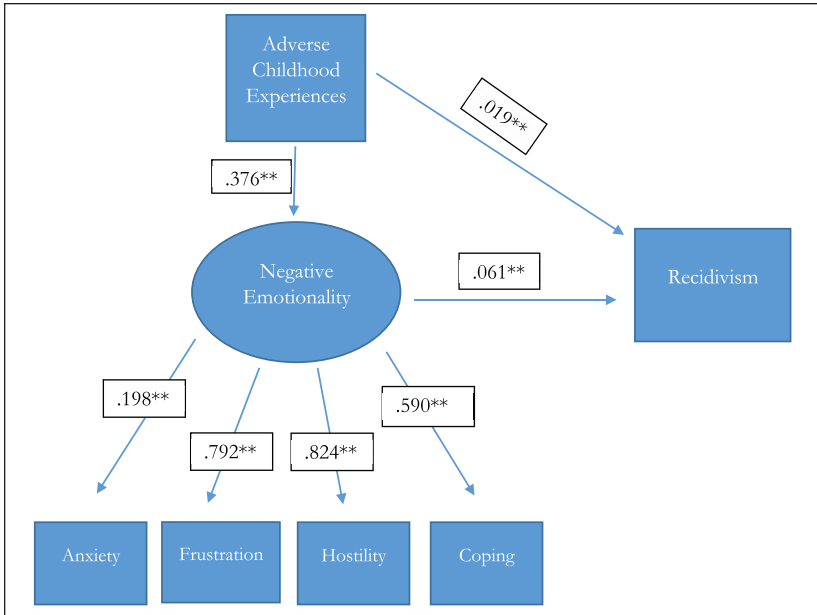 Adverse
Childhood
Experiences
.019**
.376**
Negative
Emotionality
.061**
Recidivism
.198**
.792**
.824**
.590**
Anxiety
Frustration
Hostility
Coping